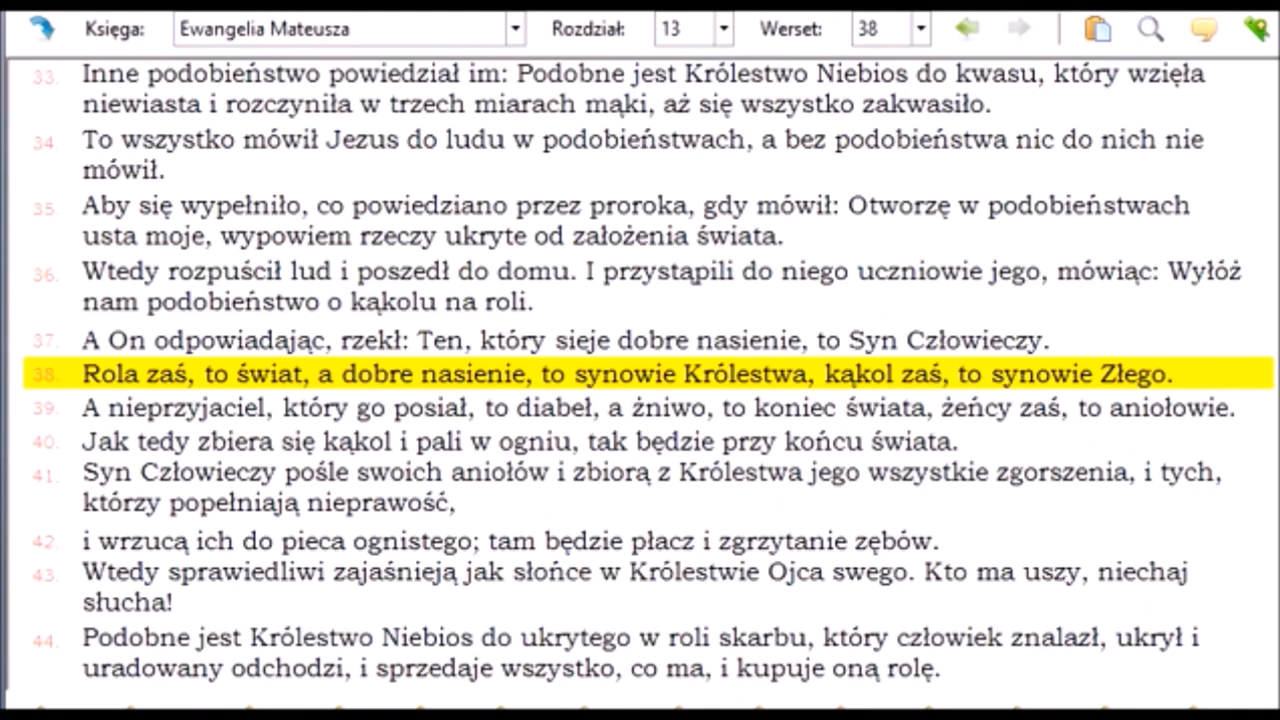 Księga: Ewangelia Mateusza Rozdział: 13 Werset: 38
33. Inne podobieństwo powiedział im: Podobne jest Królestwo Niebios do kwasu, który wzięła
niewiasta i rozczyniła w trzech miarach mąki, aż się wszystko zakwasiło.
34. To wszystko mówił Jezus do ludu w podobieństwach, a bez podobieństwa nic do nich nie
mówił.
35. Aby się wypełniło, co powiedziano przez proroka, gdy mówił: Otworzę w podobieństwach
usta moje, wypowiem rzeczy ukryte od założenia świata.
36. Wtedy rozpuścił lud i poszedł do domu. I przystąpili do niego uczniowie jego, mówiąc: Wyłóż
nam podobieństwo o kąkolu na roli.
37. A On odpowiadając, rzekł: Ten, który sieje dobre nasienie, to Syn Człowieczy.
38. Rola zaś, to świat, a dobre nasienie, to synowie Królestwa, kąkol zaś, to synowie Złego.
39. A nieprzyjaciel, który go posiał, to diabeł, a żniwo, to koniec świata, żeńcy zaś, to aniołowie.
40. Jak tedy zbiera się kąkol i pali w ogniu, tak będzie przy końcu świata.
41. Syn Człowieczy pośle swoich aniołów i zbiorą z Królestwa jego wszystkie zgorszenia, i tych,
którzy popełniają nieprawość,
42. i wrzucą ich do pieca ognistego; tam będzie płacz i zgrzytanie zębów.
43. Wtedy sprawiedliwi zajaśnieją jak słońce w Królestwie Ojca swego. Kto ma uszy, niechaj
słucha!
44. Podobne jest Królestwo Niebios do ukrytego w roli skarbu, który człowiek znalazł, ukrył i
uradowany odchodzi, i sprzedaje wszystko, co ma, i kupuje oną rolę.